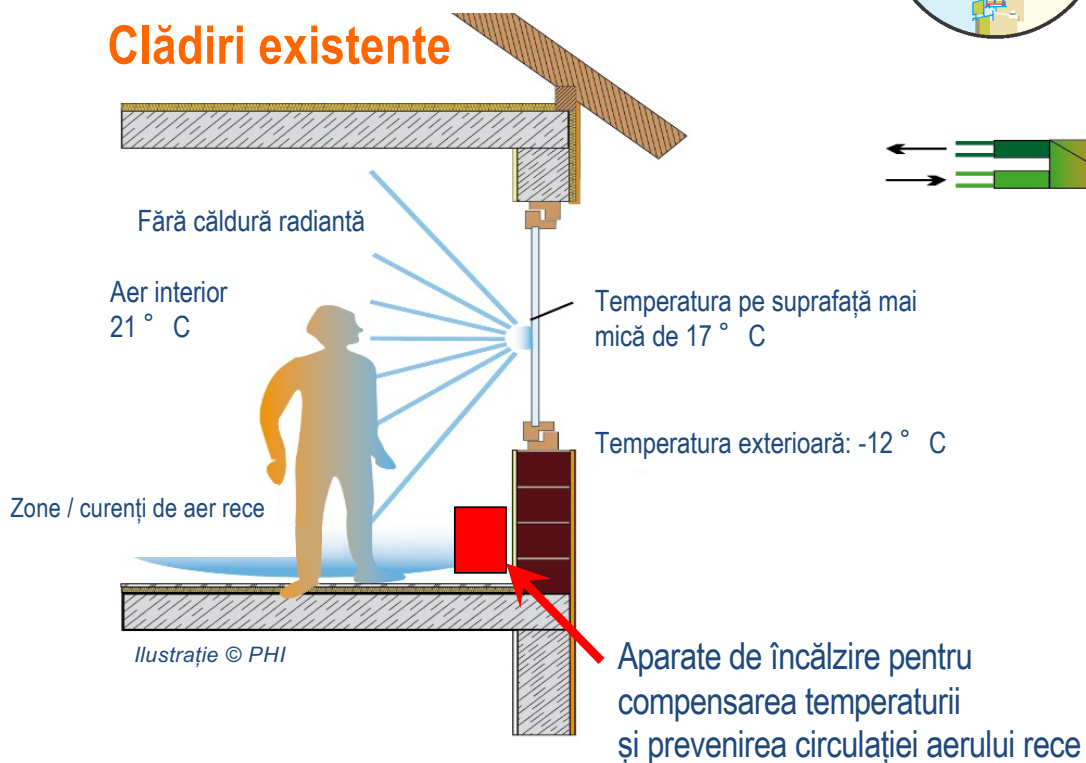 Clădiri existente
Fără căldură radiantă
Aer interior
21 ° C
Temperatura pe suprafață mai
mică de 17 ° C
Temperatura exterioară: -12 ° C
Zone / curenți de aer rece
Ilustrație © PHI
Aparate de încălzire pentru
compensarea temperaturii
și prevenirea circulației aerului rece